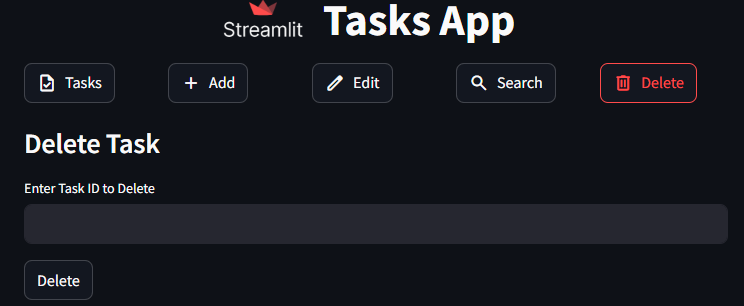 Streamlit Tasks App
Tasks Add Edit Search Delete
Delete Task
Enter Task ID to Delete
Delete